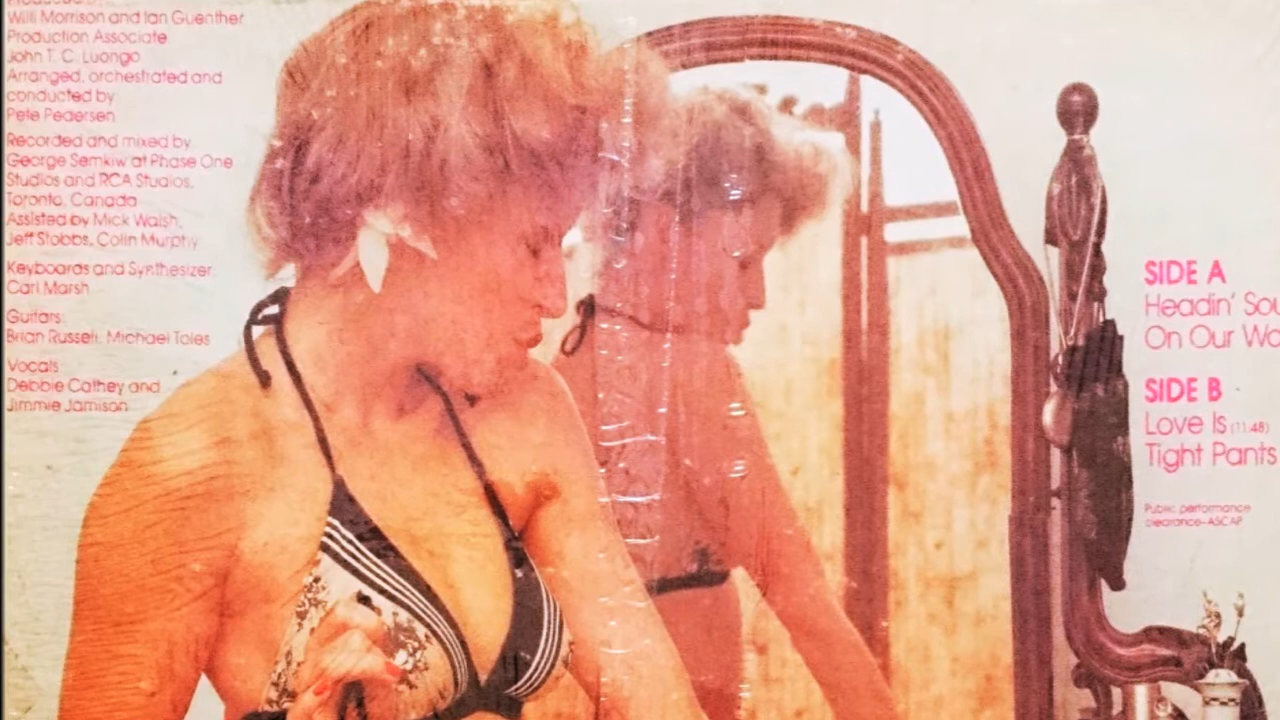 Willi Morrison and Ian Guenther
Production Associate
John T. C. Luongo
Arranged, orchestrated and
conducted by
Pete Pedersen
Recorded and mixed by
George Semkiw at Phase One
Studios and RCA Studios,
Toronto, Canada
Assisted by Mick Walsh,
Jeff Stobbs, Colin Murphy
Keyboards and Synthesizer
Carl Marsh
Guitars:
Brian Russell, Michael Toles
Vocals
Debbie Cathey and
Jimmie Jamison
SIDE A
Headin' Sou
On Our Wa
SIDE B
Love Is (11:48)
Tight Pants
Public performance
clearance–ASCAP